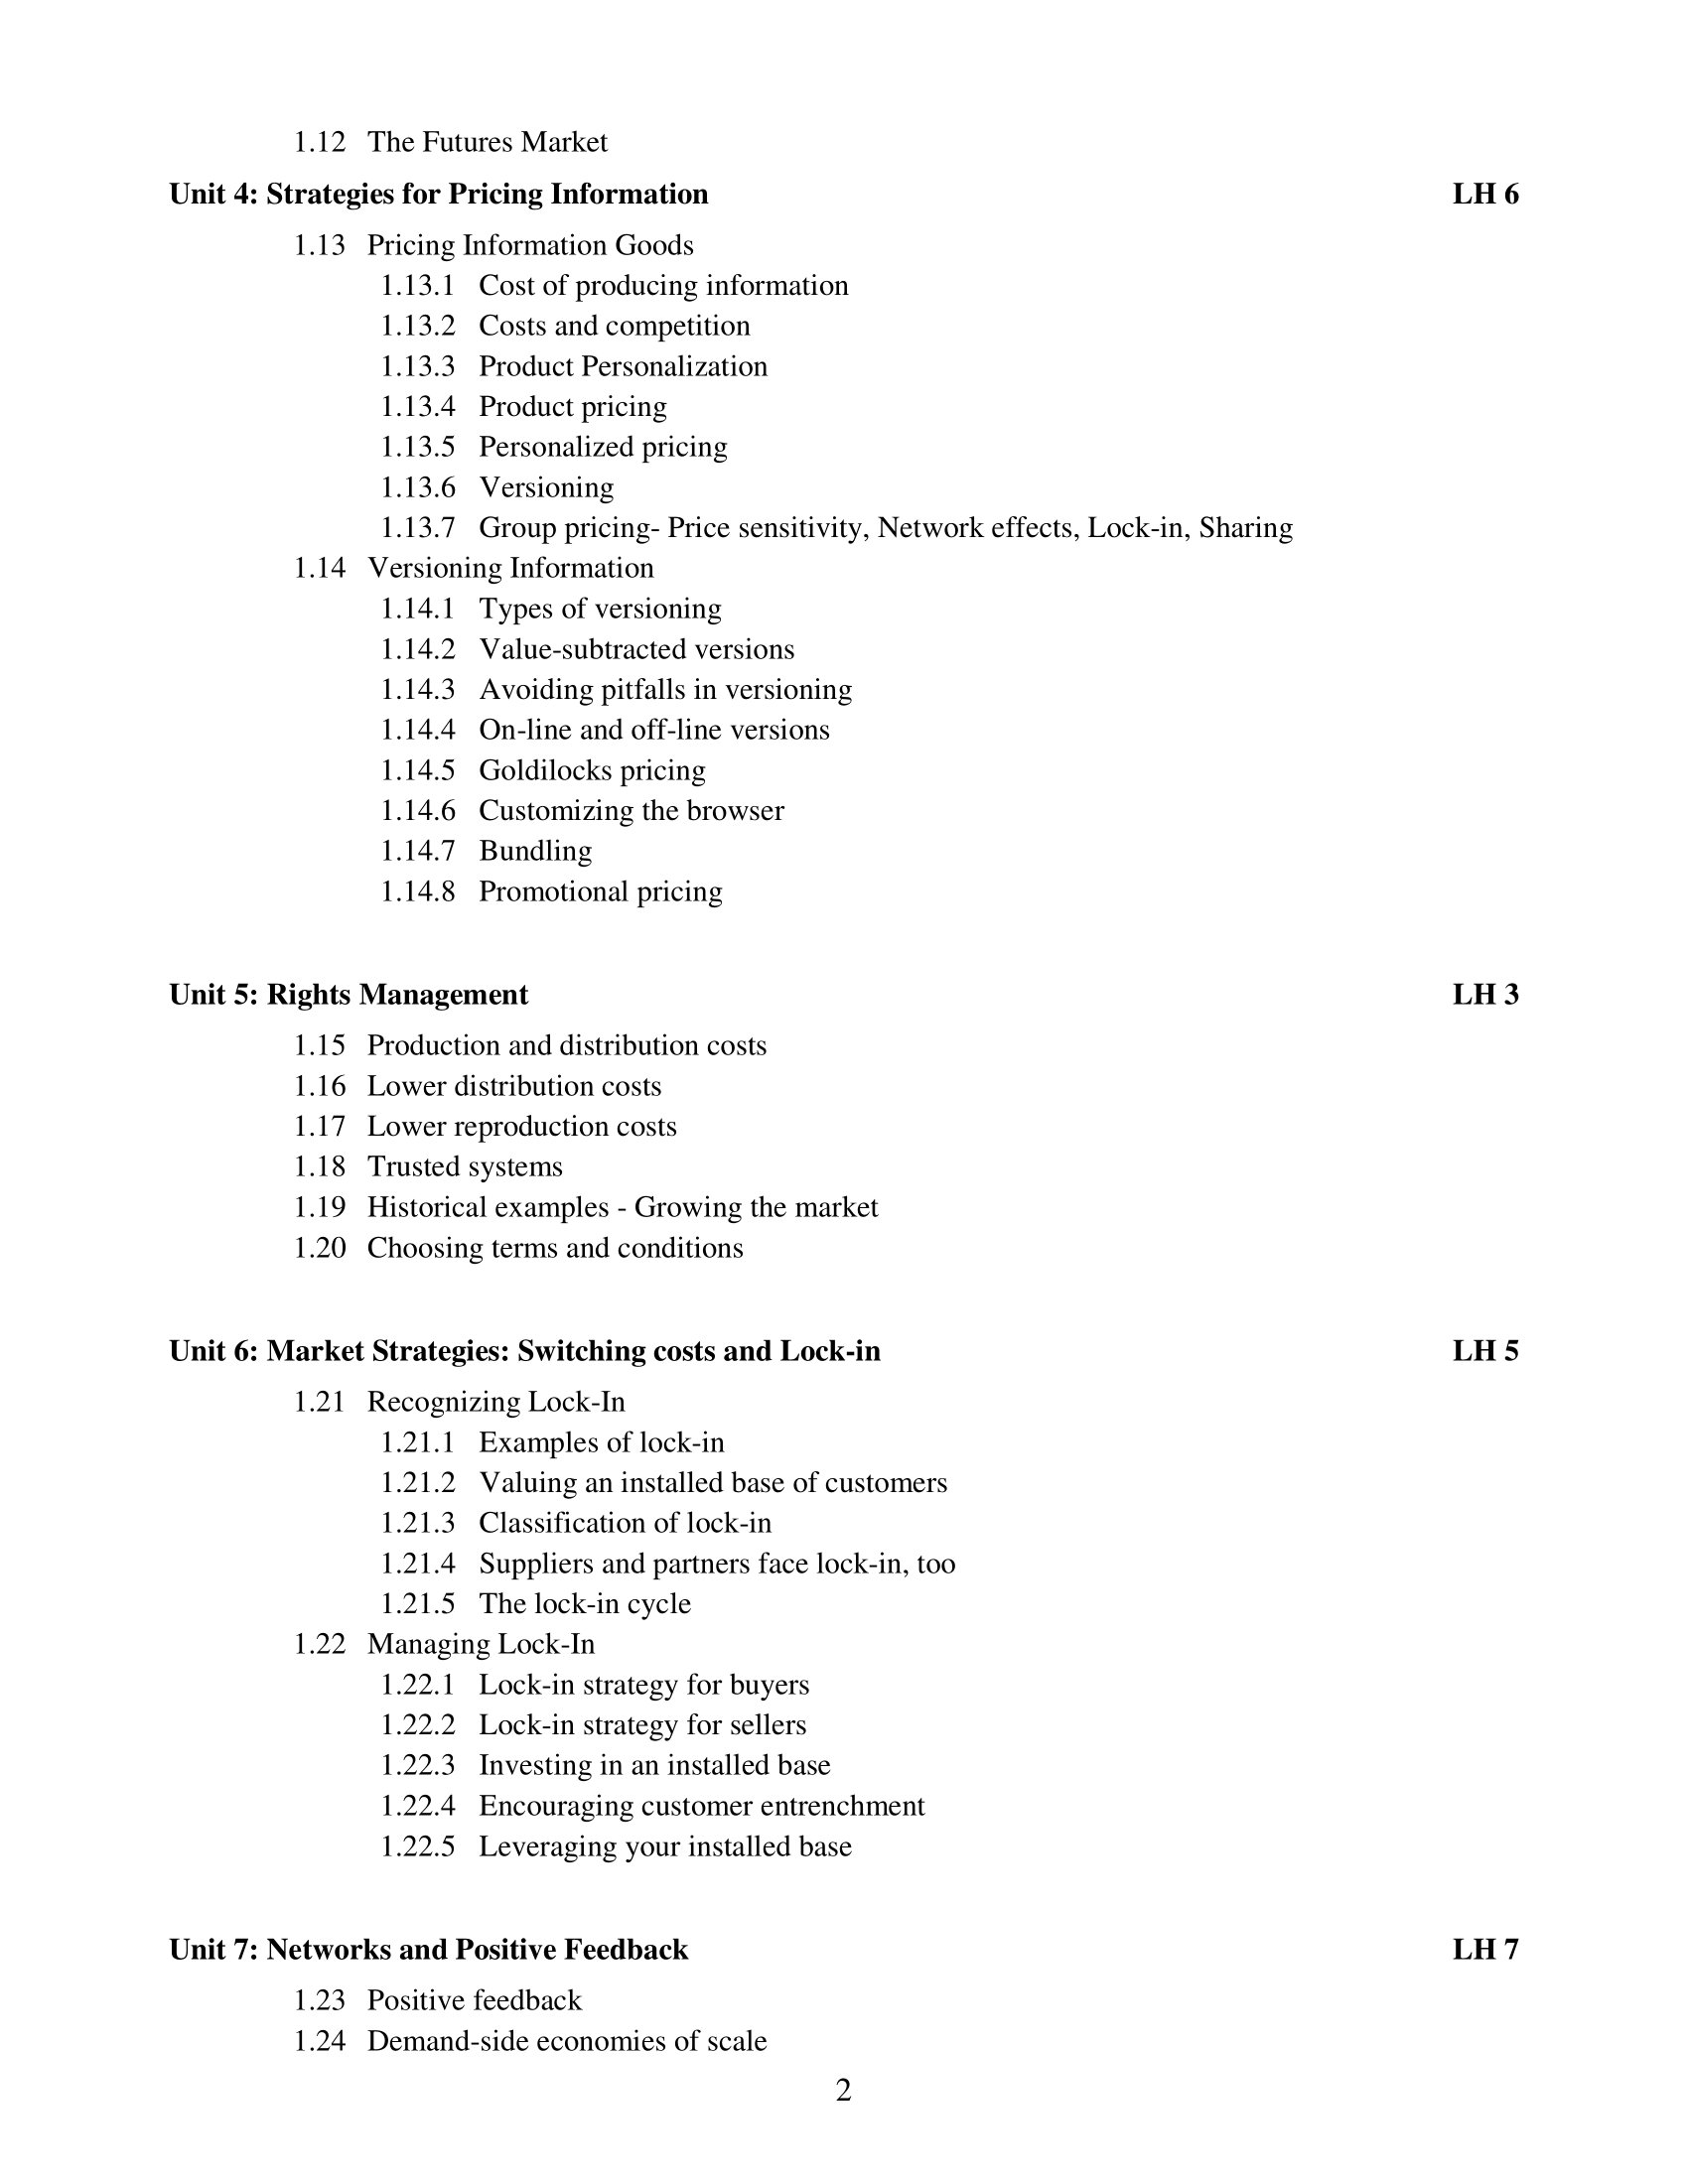 1.12 The Futures Market
Unit 4: Strategies for Pricing Information LH 6
1.13 Pricing Information Goods
1.13.1 Cost of producing information
1.13.2 Costs and competition
1.13.3 Product Personalization
1.13.4 Product pricing
1.13.5 Personalized pricing
1.13.6 Versioning
1.13.7 Group pricing- Price sensitivity, Network effects, Lock-in, Sharing
1.14 Versioning Information
1.14.1 Types of versioning
1.14.2 Value-subtracted versions
1.14.3 Avoiding pitfalls in versioning
1.14.4 On-line and off-line versions
1.14.5 Goldilocks pricing
1.14.6 Customizing the browser
1.14.7 Bundling
1.14.8 Promotional pricing
Unit 5: Rights Management LH 3
1.15 Production and distribution costs
1.16 Lower distribution costs
1.17 Lower reproduction costs
1.18 Trusted systems
1.19 Historical examples - Growing the market
1.20 Choosing terms and conditions
Unit 6: Market Strategies: Switching costs and Lock-in LH 5
1.21 Recognizing Lock-In
1.21.1 Examples of lock-in
1.21.2 Valuing an installed base of customers
1.21.3 Classification of lock-in
1.21.4 Suppliers and partners face lock-in, too
1.21.5 The lock-in cycle
1.22 Managing Lock-In
1.22.1 Lock-in strategy for buyers
1.22.2 Lock-in strategy for sellers
1.22.3 Investing in an installed base
1.22.4 Encouraging customer entrenchment
1.22.5 Leveraging your installed base
Unit 7: Networks and Positive Feedback LH 7
1.23 Positive feedback
1.24 Demand-side economies of scale
2